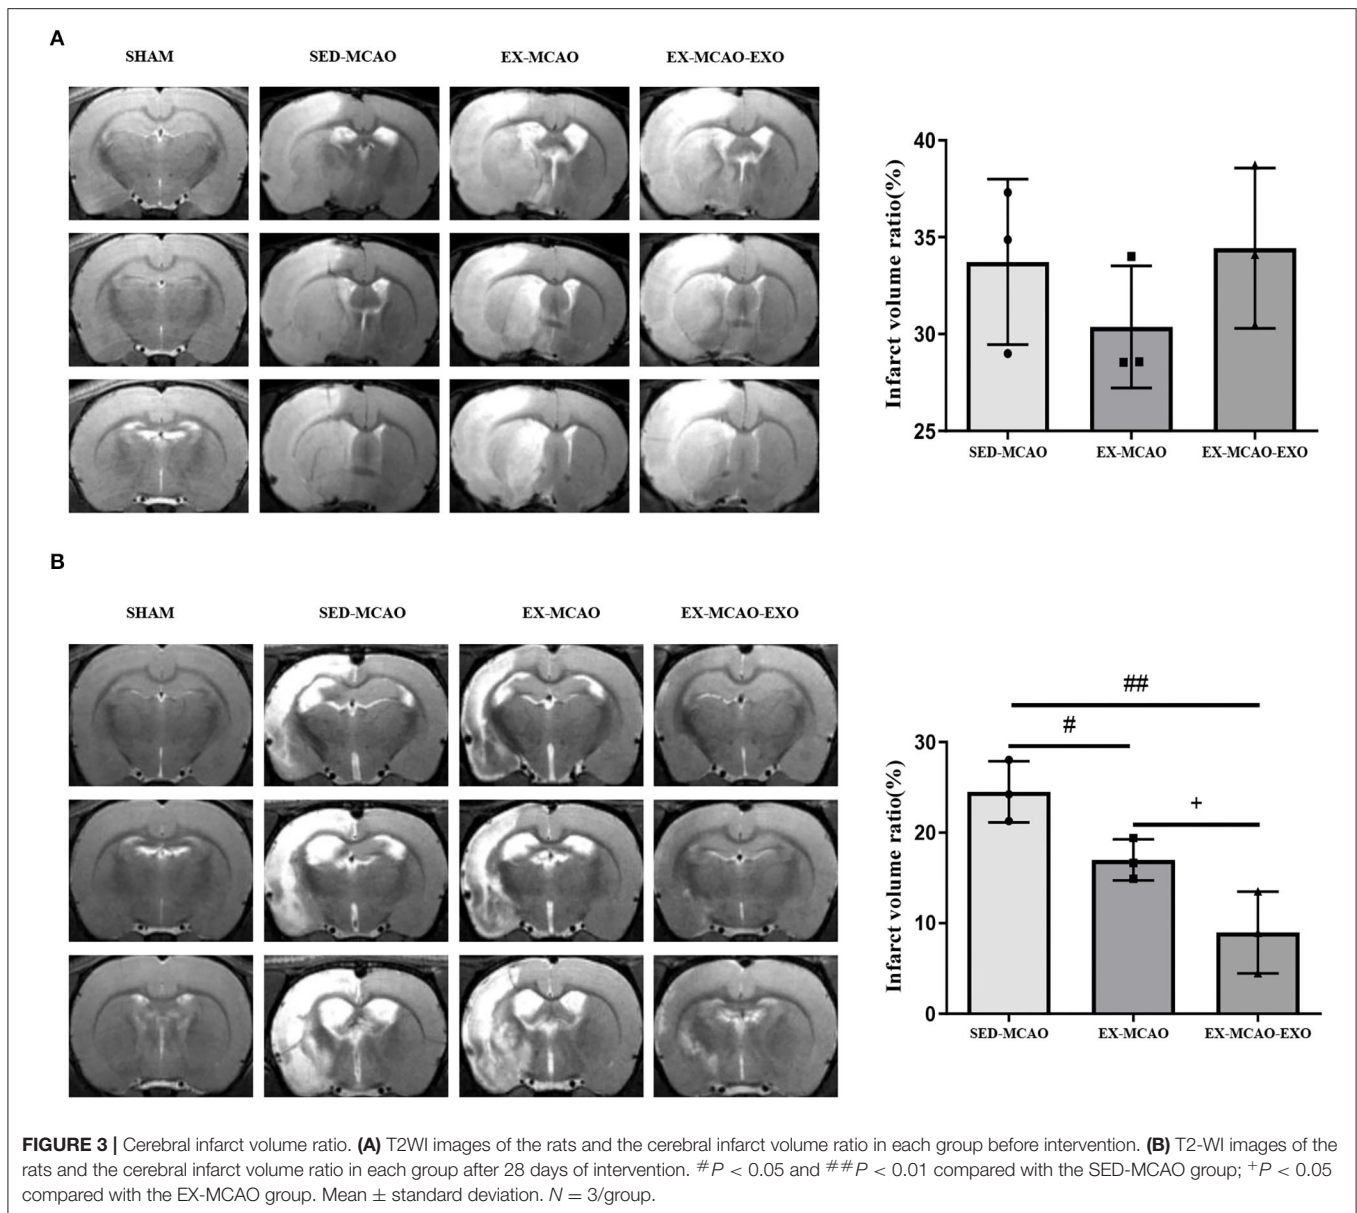 A
SHAM SED-MCAO EX-MCAO EX-MCAO-EXO
Infarct volume ratio(%)
40
35
30
25
SED-MCAO EX-MCAO EX-MCAO-EXO
B
SHAM SED-MCAO EX-MCAO EX-MCAO-EXO
##
#
+
Infarct volume ratio(%)
30
20
10
0
SED-MCAO EX-MCAO EX-MCAO-EXO
FIGURE 3 | Cerebral infarct volume ratio. (A) T2WI images of the rats and the cerebral infarct volume ratio in each group before intervention. (B) T2-WI images of the
rats and the cerebral infarct volume ratio in each group after 28 days of intervention. #P < 0.05 and ##P < 0.01 compared with the SED-MCAO group; +P < 0.05
compared with the EX-MCAO group. Mean ± standard deviation. N = 3/group.